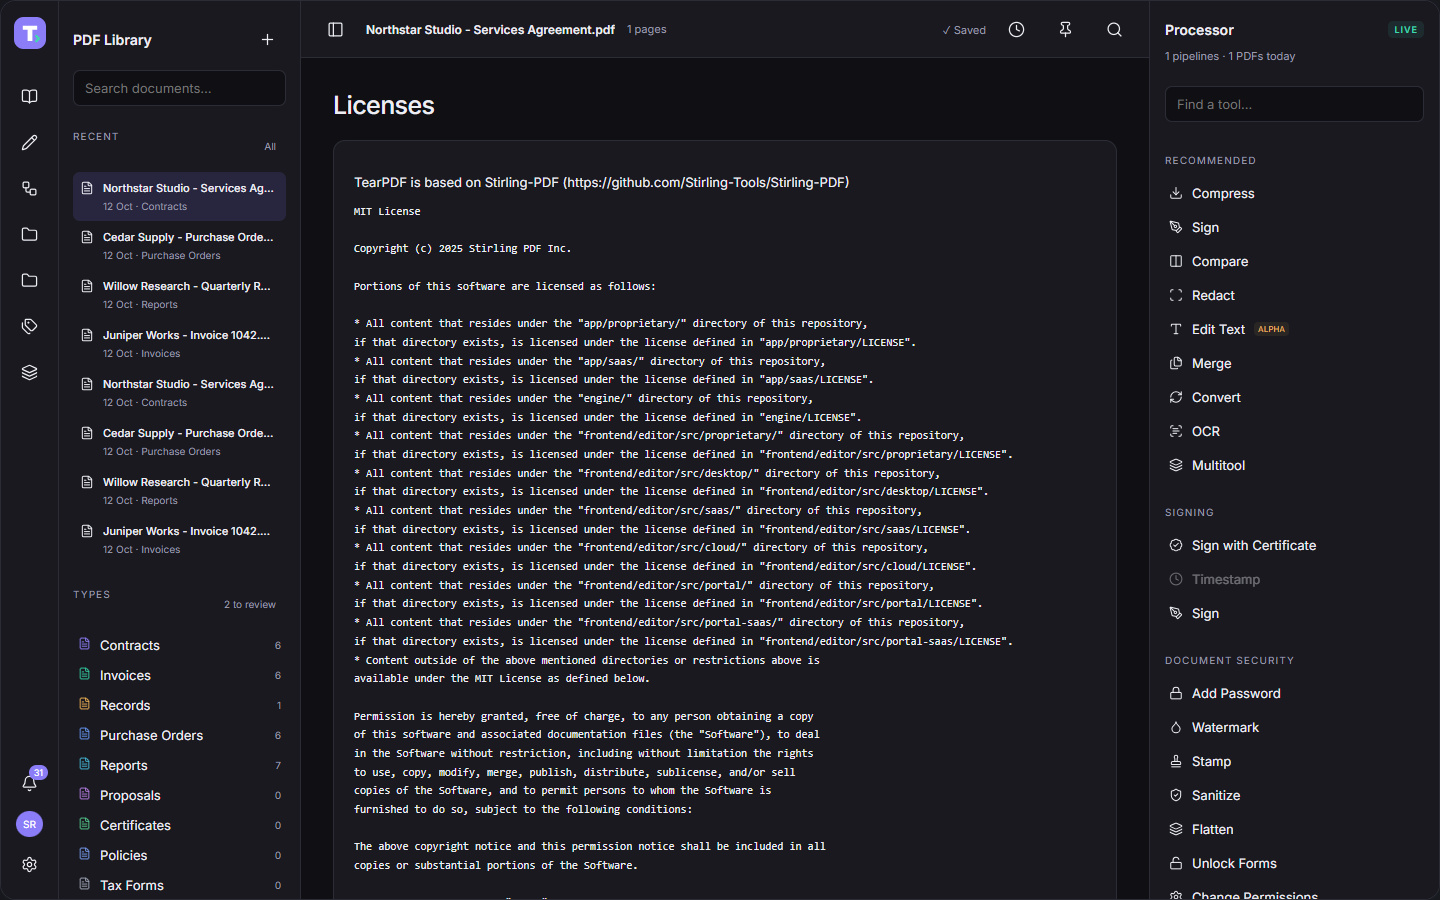 T
PDF Library
Search documents...
RECENT
All
Northstar Studio - Services Ag...
12 Oct · Contracts
Cedar Supply - Purchase Orde...
12 Oct · Purchase Orders
Willow Research - Quarterly R...
12 Oct · Reports
Juniper Works - Invoice 1042....
12 Oct · Invoices
Northstar Studio - Services Ag...
12 Oct · Contracts
Cedar Supply - Purchase Orde...
12 Oct · Purchase Orders
Willow Research - Quarterly R...
12 Oct · Reports
Juniper Works - Invoice 1042....
12 Oct · Invoices
TYPES
2 to review
Contracts 6
Invoices 6
Records 1
Purchase Orders 6
Reports 7
Proposals 0
Certificates 0
Policies 0
Tax Forms 0
31
SR
Northstar Studio - Services Agreement.pdf 1 pages
✓ Saved
Licenses
TearPDF is based on Stirling-PDF (https://github.com/Stirling-Tools/Stirling-PDF)
MIT License
Copyright (c) 2025 Stirling PDF Inc.
Portions of this software are licensed as follows:
* All content that resides under the "app/proprietary/" directory of this repository,
if that directory exists, is licensed under the license defined in "app/proprietary/LICENSE".
* All content that resides under the "app/saas/" directory of this repository,
if that directory exists, is licensed under the license defined in "app/saas/LICENSE".
* All content that resides under the "engine/" directory of this repository,
if that directory exists, is licensed under the license defined in "engine/LICENSE".
* All content that resides under the "frontend/editor/src/proprietary/" directory of this repository,
if that directory exists, is licensed under the license defined in "frontend/editor/src/proprietary/LICENSE".
* All content that resides under the "frontend/editor/src/desktop/" directory of this repository,
if that directory exists, is licensed under the license defined in "frontend/editor/src/desktop/LICENSE".
* All content that resides under the "frontend/editor/src/saas/" directory of this repository,
if that directory exists, is licensed under the license defined in "frontend/editor/src/saas/LICENSE".
* All content that resides under the "frontend/editor/src/cloud/" directory of this repository,
if that directory exists, is licensed under the license defined in "frontend/editor/src/cloud/LICENSE".
* All content that resides under the "frontend/editor/src/portal/" directory of this repository,
if that directory exists, is licensed under the license defined in "frontend/editor/src/portal/LICENSE".
* All content that resides under the "frontend/editor/src/portal-saas/" directory of this repository,
if that directory exists, is licensed under the license defined in "frontend/editor/src/portal-saas/LICENSE".
* Content outside of the above mentioned directories or restrictions above is
available under the MIT License as defined below.
Permission is hereby granted, free of charge, to any person obtaining a copy
of this software and associated documentation files (the "Software"), to deal
in the Software without restriction, including without limitation the rights
to use, copy, modify, merge, publish, distribute, sublicense, and/or sell
copies of the Software, and to permit persons to whom the Software is
furnished to do so, subject to the following conditions:
The above copyright notice and this permission notice shall be included in all
copies or substantial portions of the Software.
Processor
LIVE
1 pipelines · 1 PDFs today
Find a tool...
RECOMMENDED
Compress
Sign
Compare
Redact
Edit Text ALPHA
Merge
Convert
OCR
Multitool
SIGNING
Sign with Certificate
Timestamp
Sign
DOCUMENT SECURITY
Add Password
Watermark
Stamp
Sanitize
Flatten
Unlock Forms
Change Permissions